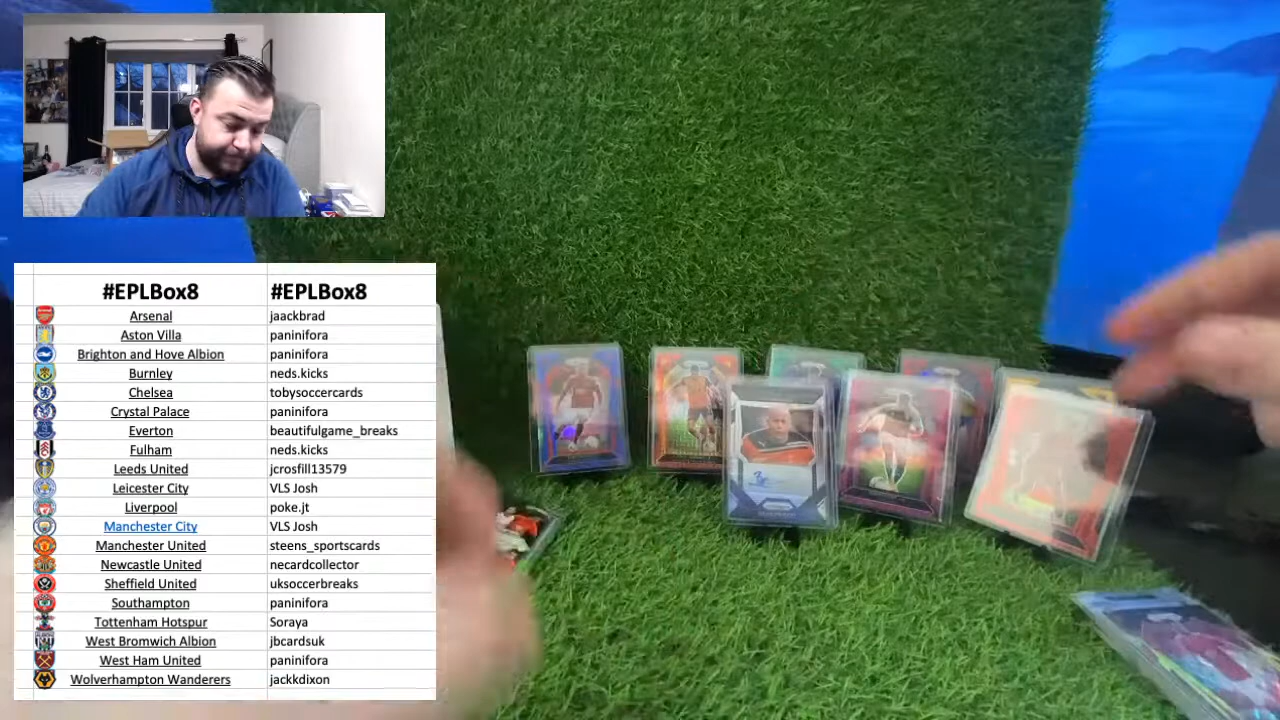 #EPLBox8 #EPLBox8
Arsenal jaackbrad
Aston Villa paninifora
Brighton and Hove Albion paninifora
Burnley neds.kicks
Chelsea tobysoccercards
Crystal Palace paninifora
Everton beautifulgame_breaks
Fulham neds.kicks
Leeds United jcrosfill13579
Leicester City VLS Josh
Liverpool poke.jt
Manchester City VLS Josh
Manchester United steens_sportscards
Newcastle United necardcollector
Sheffield United uksoccerbreaks
Southampton paninifora
Tottenham Hotspur Soraya
West Bromwich Albion jbcardsuk
West Ham United paninifora
Wolverhampton Wanderers jackkdixon